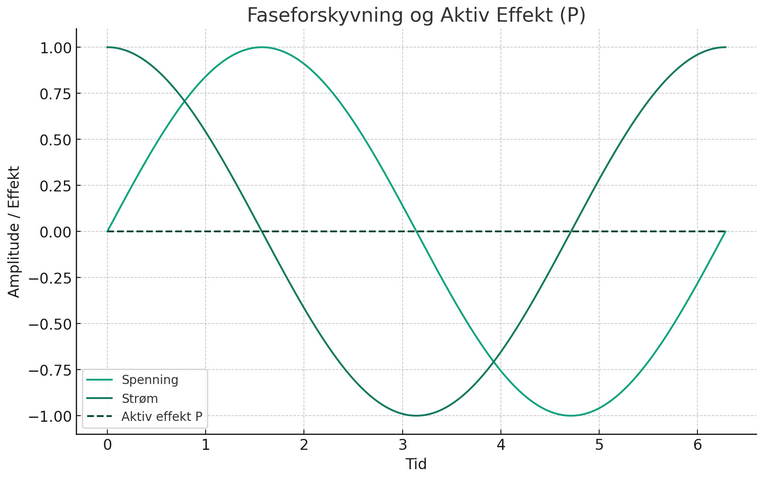 Faseforskyvning og Aktiv Effekt (P)
Amplitude / Effekt
1.00
0.75
0.50
0.25
0.00
−0.25
−0.50
−0.75
−1.00
Spenning
Strøm
Aktiv effekt P
0 1 2 3 4 5 6
Tid